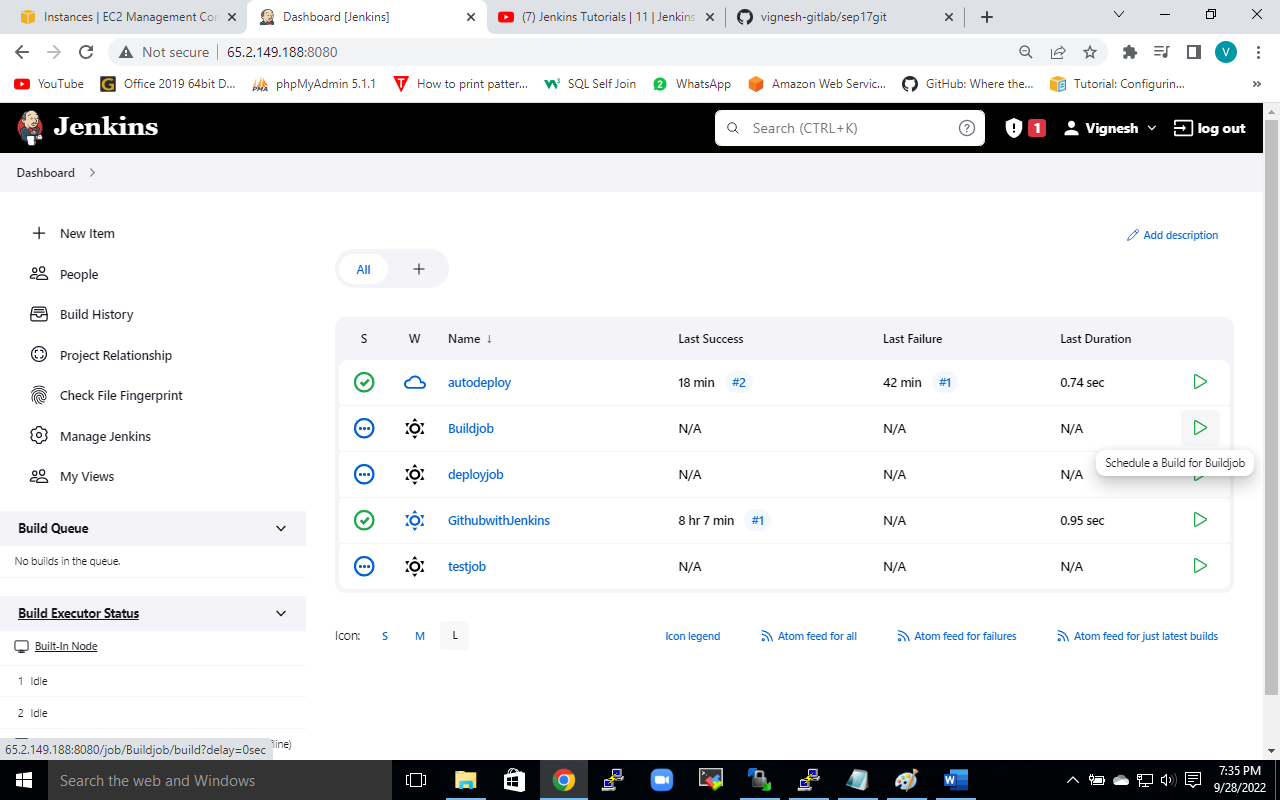 Instances | EC2 Management Con
Dashboard [Jenkins]
(7) Jenkins Tutorials | 11 | Jenkins
vignesh-gitlab/sep17git
Not secure
65.2.149.188:8080
V
YouTube
Office 2019 64bit D...
phpMyAdmin 5.1.1
How to print patter...
SQL Self Join
2
WhatsApp
Amazon Web Servic...
GitHub: Where the...
Tutorial: Configurin...
»
Jenkins
Search (CTRL+K)
?
1
Vignesh
log out
Dashboard
New Item
People
Build History
Project Relationship
Check File Fingerprint
Manage Jenkins
My Views
Build Queue
No builds in the queue.
Build Executor Status
Built-In Node
1 Idle
2 Idle
65.2.149.188:8080/job/Buildjob/build?delay=0sec
Add description
All +
S W Name ↓ Last Success Last Failure Last Duration
autodeploy 18 min #2 42 min #1 0.74 sec
Buildjob N/A N/A N/A
Schedule a Build for Buildjob
deployjob N/A N/A N/A
GithubwithJenkins 8 hr 7 min #1 N/A 0.95 sec
testjob N/A N/A N/A
Icon: S M L
Icon legend
Atom feed for all
Atom feed for failures
Atom feed for just latest builds
Search the web and Windows
7:35 PM
9/28/2022